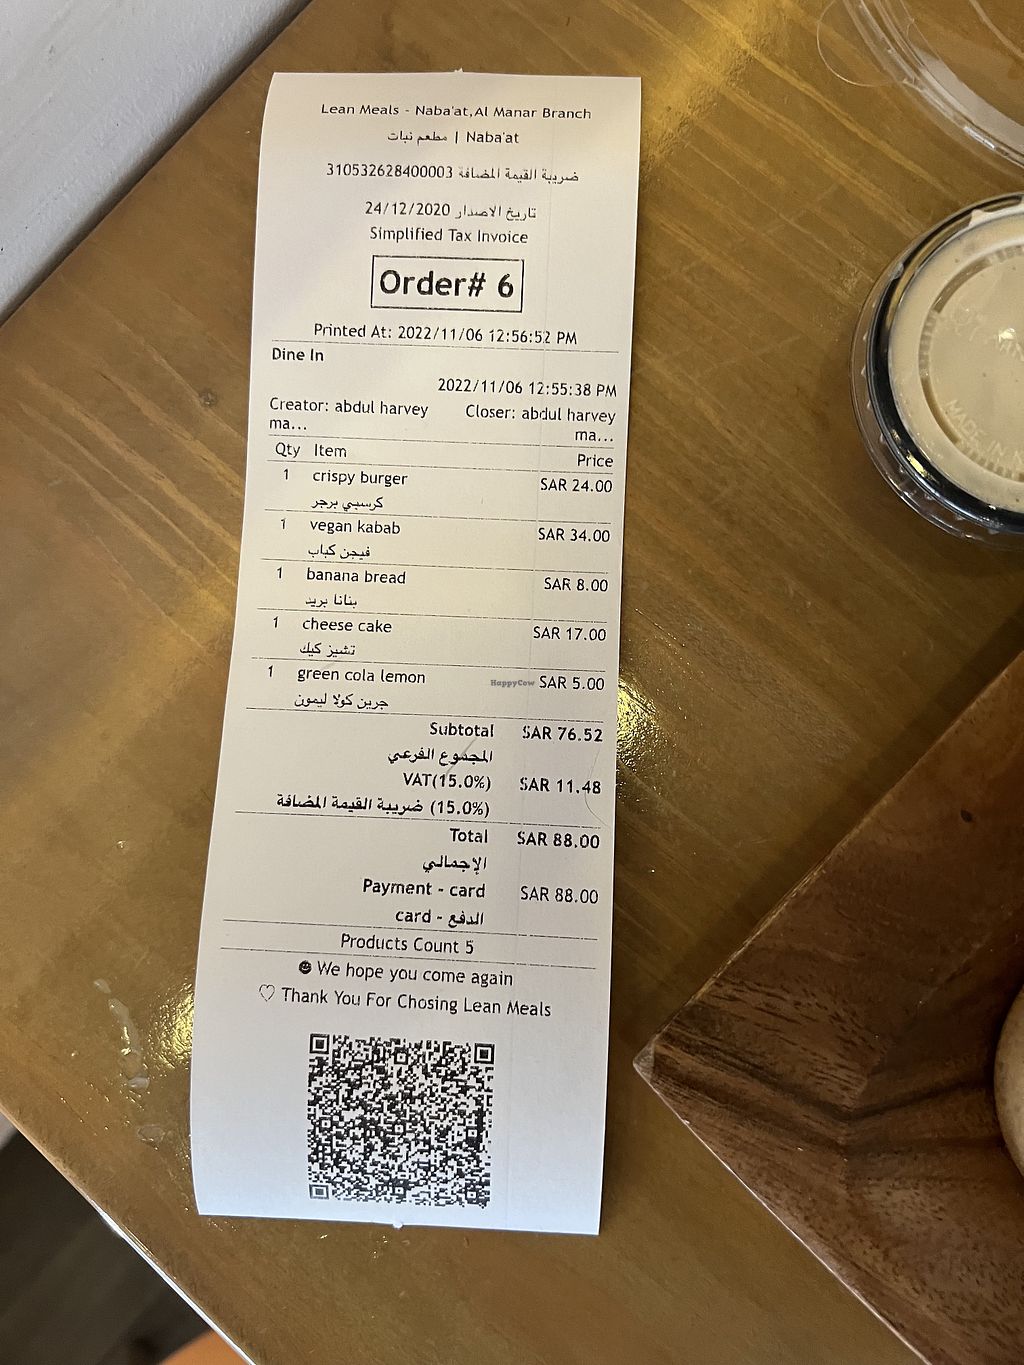 Lean Meals - Naba'at,Al Manar Branch
مطعم نبات | Naba'at
ضريبة القيمة المضافة 310532628400003
تاريخ الاصدار 24/12/2020
Simplified Tax Invoice
Order# 6
Printed At: 2022/11/06 12:56:52 PM
Dine In
2022/11/06 12:55:38 PM
Creator: abdul harvey ma...
Closer: abdul harvey ma...
Qty Item Price
1 crispy burger SAR 24.00
كرسبي برجر
1 vegan kabab SAR 34.00
فيجن كباب
1 banana bread SAR 8.00
بنانا بريد
1 cheese cake SAR 17.00
تشيز كيك
1 green cola lemon SAR 5.00
HappyCow
جرين كولا ليمون
Subtotal SAR 76.52
المجموع الفرعي
VAT(15.0%) SAR 11.48
ضريبة القيمة المضافة (15.0%)
Total SAR 88.00
الإجمالي
Payment - card SAR 88.00
الدفع - card
Products Count 5
☻ We hope you come again
♡ Thank You For Chosing Lean Meals